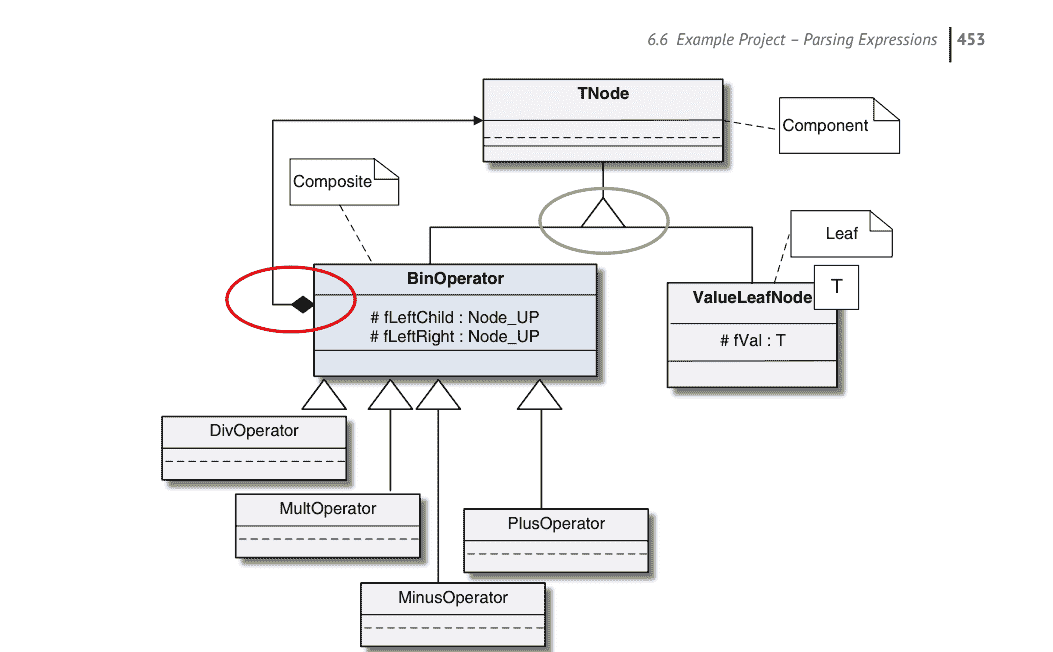 6.6 Example Project – Parsing Expressions 453
TNode
Component
Composite
Leaf
BinOperator
# fLeftChild : Node_UP
# fLeftRight : Node_UP
T
ValueLeafNode
# fVal : T
DivOperator
MultOperator
PlusOperator
MinusOperator